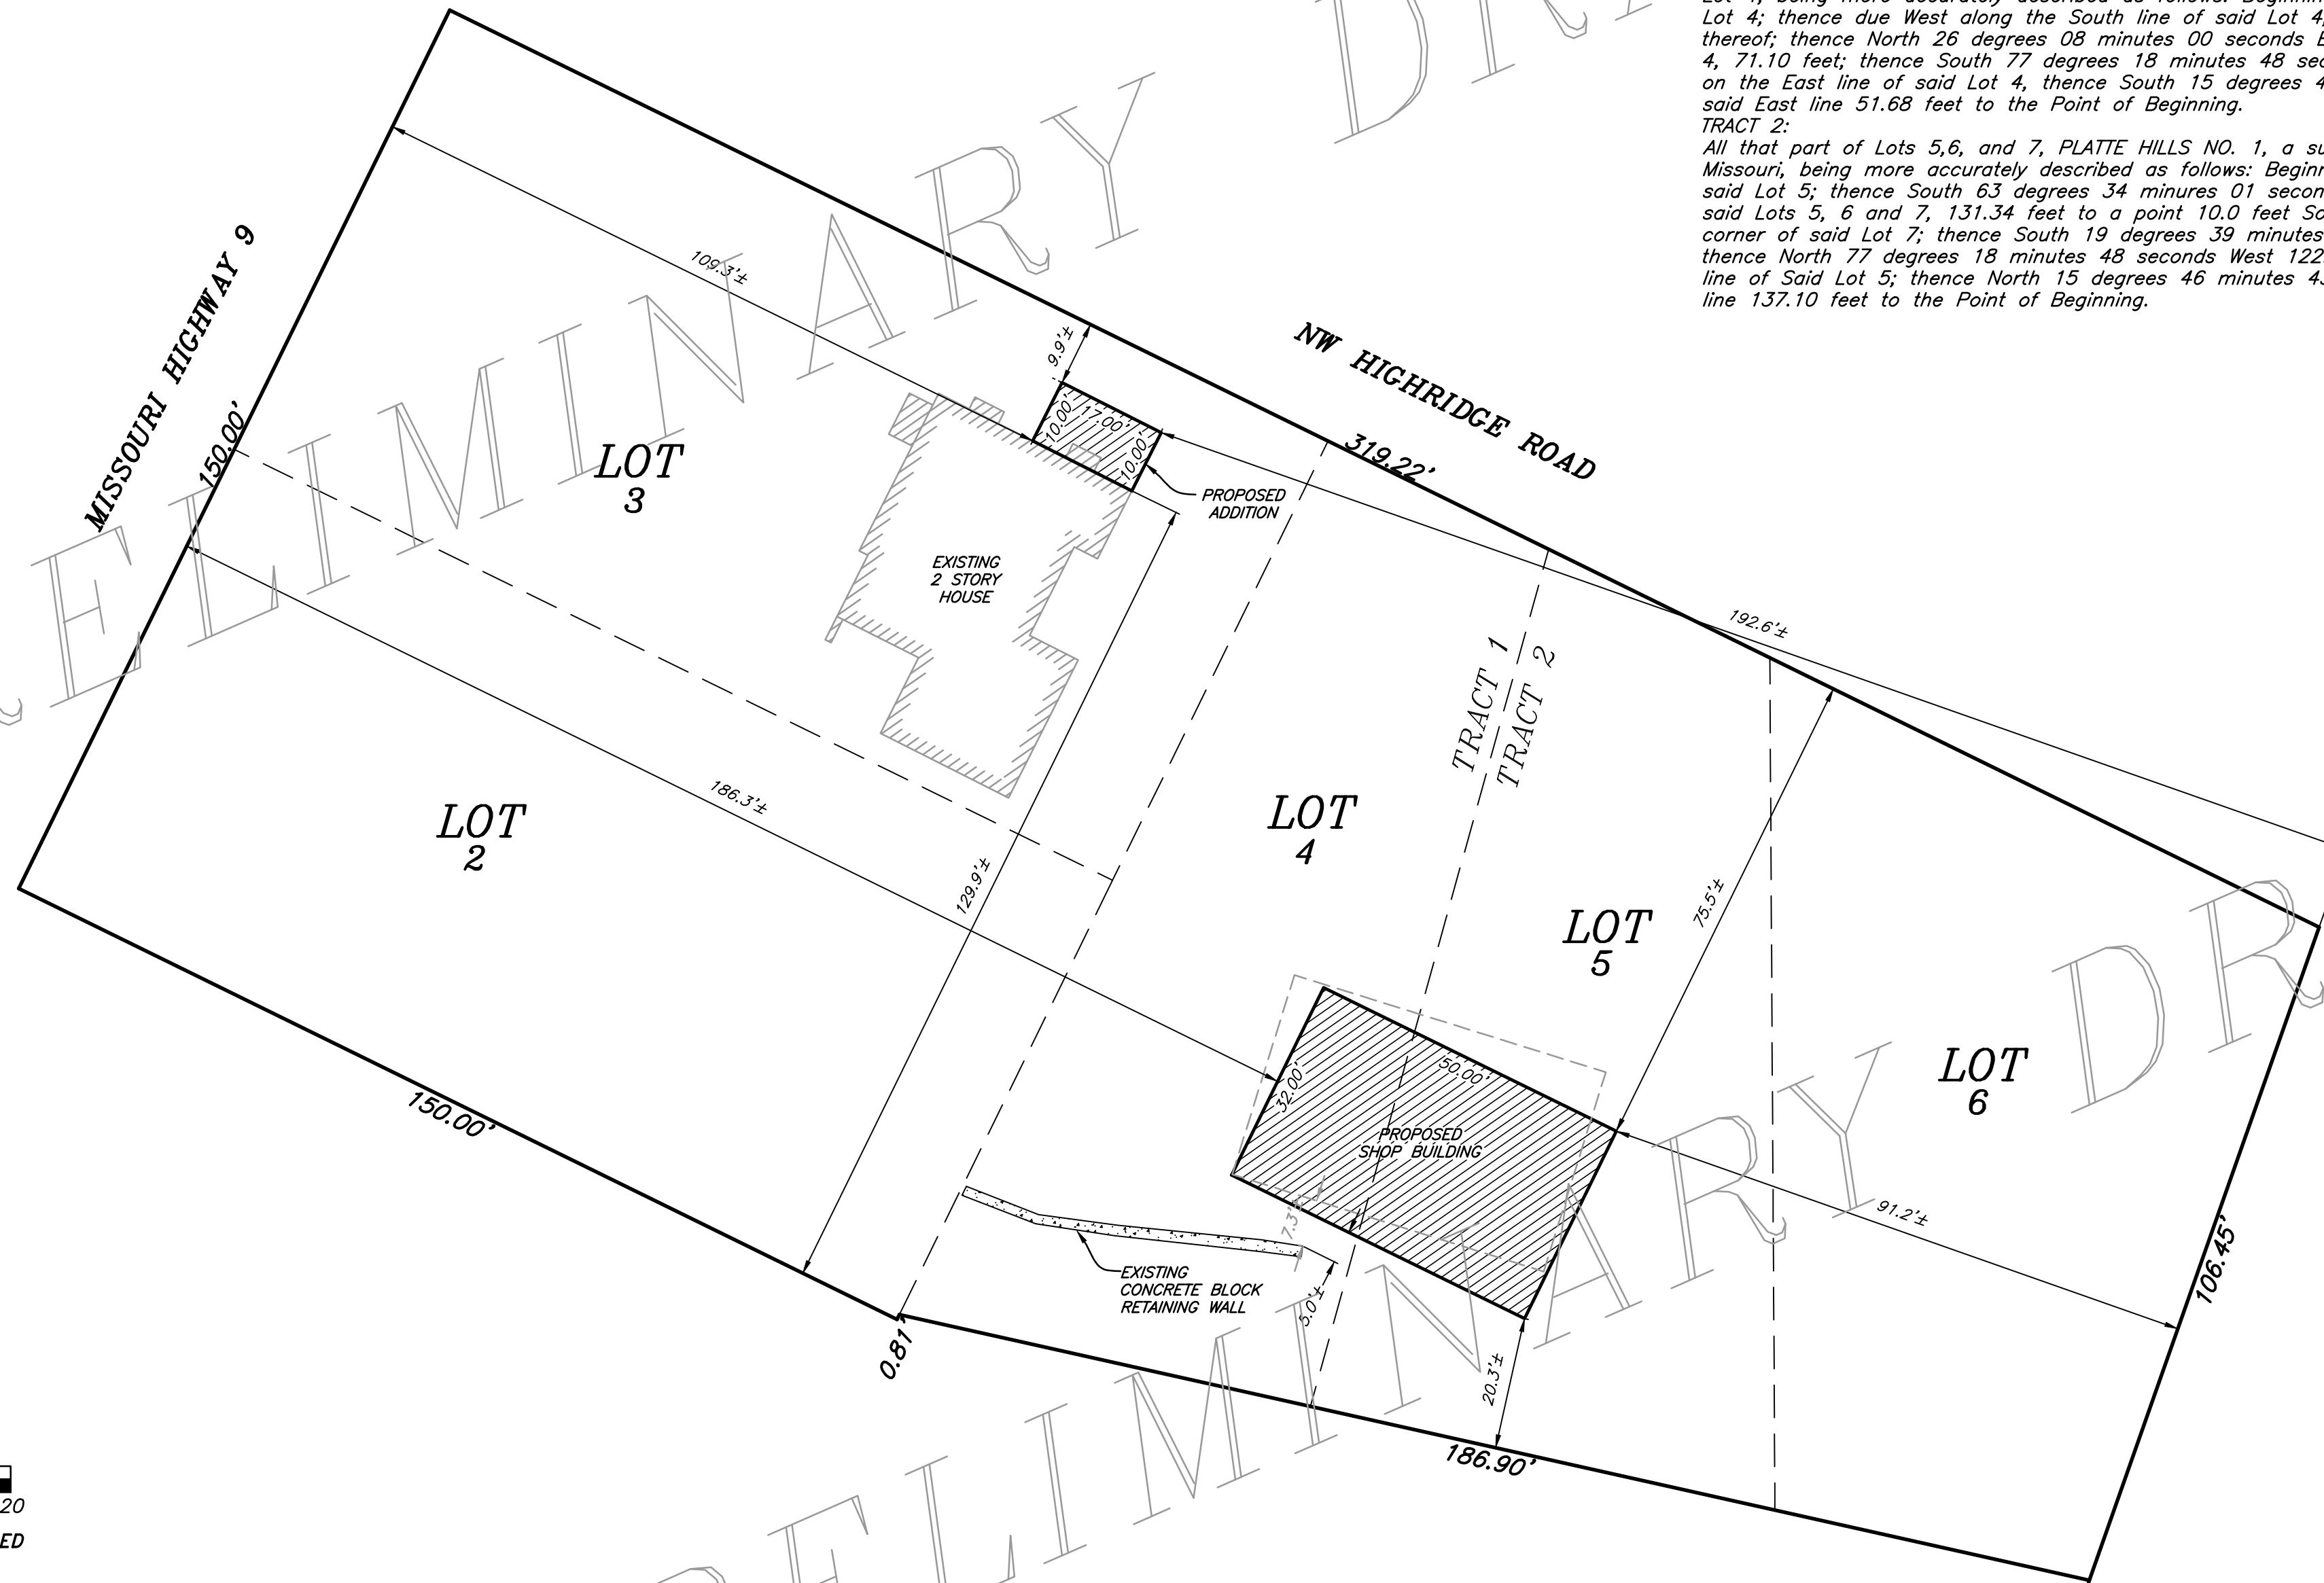 Lot 4; thence due West along the South line of said Lot 4,
thereof; thence North 26 degrees 08 minutes 00 seconds
4, 71.10 feet; thence South 77 degrees 18 minutes 48
on the East line of said Lot 4, thence South 15 degrees
said East line 51.68 feet to the Point of Beginning.
TRACT 2:
All that part of Lots 5,6, and 7, PLATTE HILLS NO. 1, a
Missouri, being more accurately described as follows:
said Lot 5; thence South 63 degrees 34 minures 01
said Lots 5, 6 and 7, 131.34 feet to a point 10.0 feet
corner of said Lot 7; thence South 19 degrees 39 minutes
thence North 77 degrees 18 minutes 48 seconds West
line of Said Lot 5; thence North 15 degrees 46 minutes
line 137.10 feet to the Point of Beginning.
MISSOURI HIGHWAY 9
NW HIGHRIDGE ROAD
150.00'
319.22'
109.3'±
9.9'±
10.00'
17.00'
10.00'
PROPOSED
ADDITION
192.6'±
LOT
3
EXISTING
2 STORY
HOUSE
TRACT 1
TRACT 2
LOT
2
186.3'±
129.9'±
LOT
4
LOT
5
75.5'±
LOT
6
150.00'
32.00'
50.00'
PROPOSED
SHOP BUILDING
91.2'±
106.45'
7.3'
EXISTING
CONCRETE BLOCK
RETAINING WALL
5.0'±
20.3'±
0.81'
186.90'
20
ELIMINARY DR
ELIMINARY DR